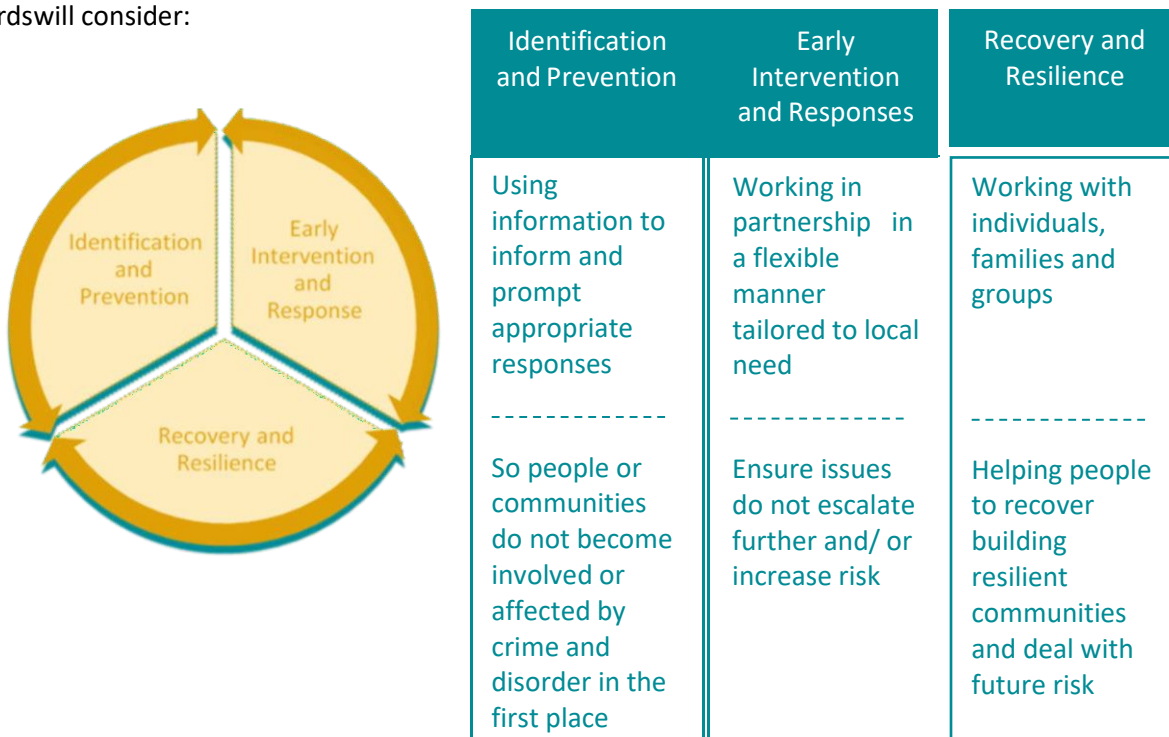 rdswill consider:
Identification
and
Prevention
Early
Intervention
and
Response
Recovery and
Resilience
Identification
and Prevention
Using
information to
inform and
prompt
appropriate
responses
So people or
communities
do not become
involved or
affected by
crime and
disorder in the
first place
Early
Intervention
and Responses
Working in
partnership in
a flexible
manner
tailored to local
need
Ensure issues
do not escalate
further and/ or
increase risk
Recovery and
Resilience
Working with
individuals,
families and
groups
Helping people
to recover
building
resilient
communities
and deal with
future risk